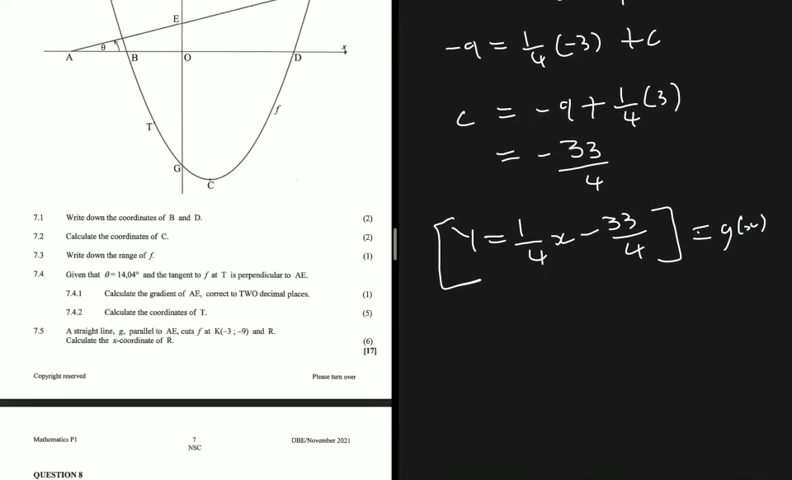 E
x
θ
A
B
O
D
f
T
G
C
7.1 Write down the coordinates of B and D. (2)
7.2 Calculate the coordinates of C. (2)
7.3 Write down the range of f. (1)
7.4 Given that θ = 14,04° and the tangent to f at T is perpendicular to AE.
7.4.1 Calculate the gradient of AE, correct to TWO decimal places. (1)
7.4.2 Calculate the coordinates of T. (5)
7.5 A straight line, g, parallel to AE, cuts f at K(−3 ; −9) and R.
Calculate the x-coordinate of R. (6)
[17]
Copyright reserved Please turn over
Mathematics P1 7 DBE/November 2021
NSC
QUESTION 8
-9 = 1/4 (-3) + c
c = -9 + 1/4 (3)
= - 33/4
[y = 1/4 x - 33/4] = g(x)